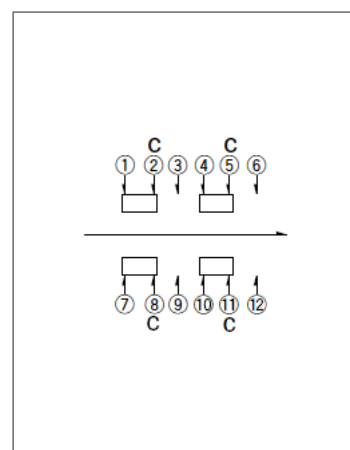 C C
① ② ③ ④ ⑤ ⑥
⑦ ⑧ ⑨ ⑩ ⑪ ⑫
C C